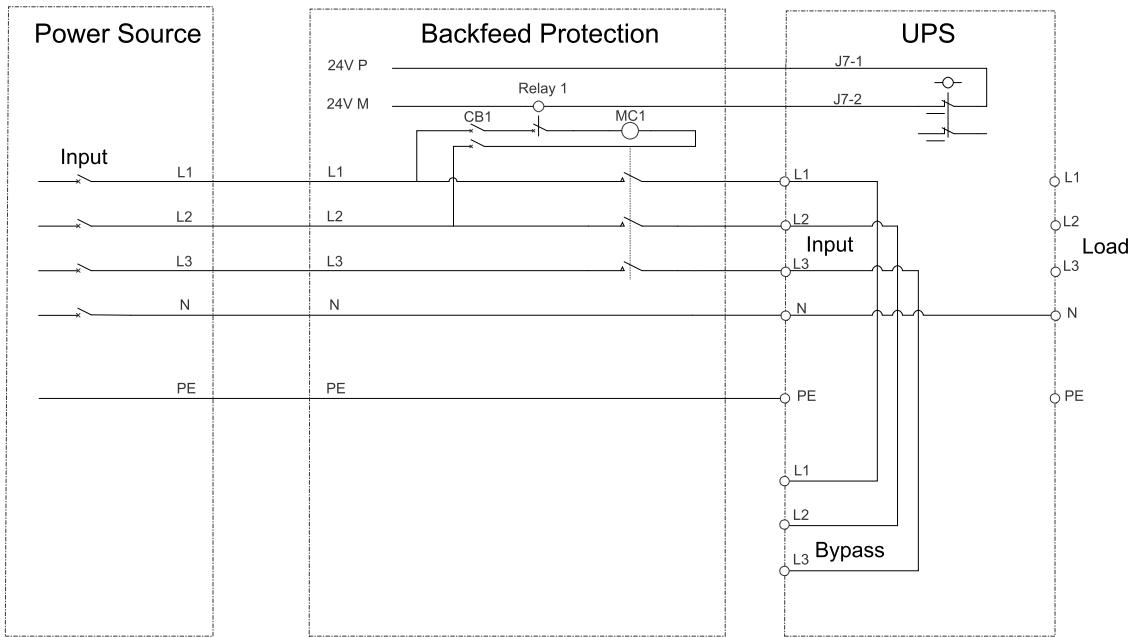 Power Source
Backfeed Protection
UPS
24V P
J7-1
24V M
Relay 1
J7-2
CB1
MC1
Input
L1
L1
L1
L1
L2
L2
L2
L2
Input
Load
L3
L3
L3
L3
N
N
N
N
PE
PE
PE
PE
L1
L2
L3
Bypass